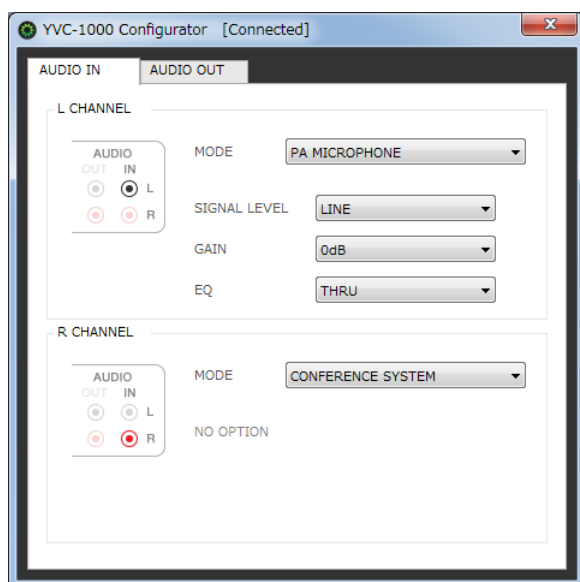 YVC-1000 Configurator [Connected]
AUDIO IN AUDIO OUT
L CHANNEL
AUDIO
OUT IN
L
R
MODE PA MICROPHONE
SIGNAL LEVEL LINE
GAIN 0dB
EQ THRU
R CHANNEL
AUDIO
OUT IN
L
R
MODE CONFERENCE SYSTEM
NO OPTION